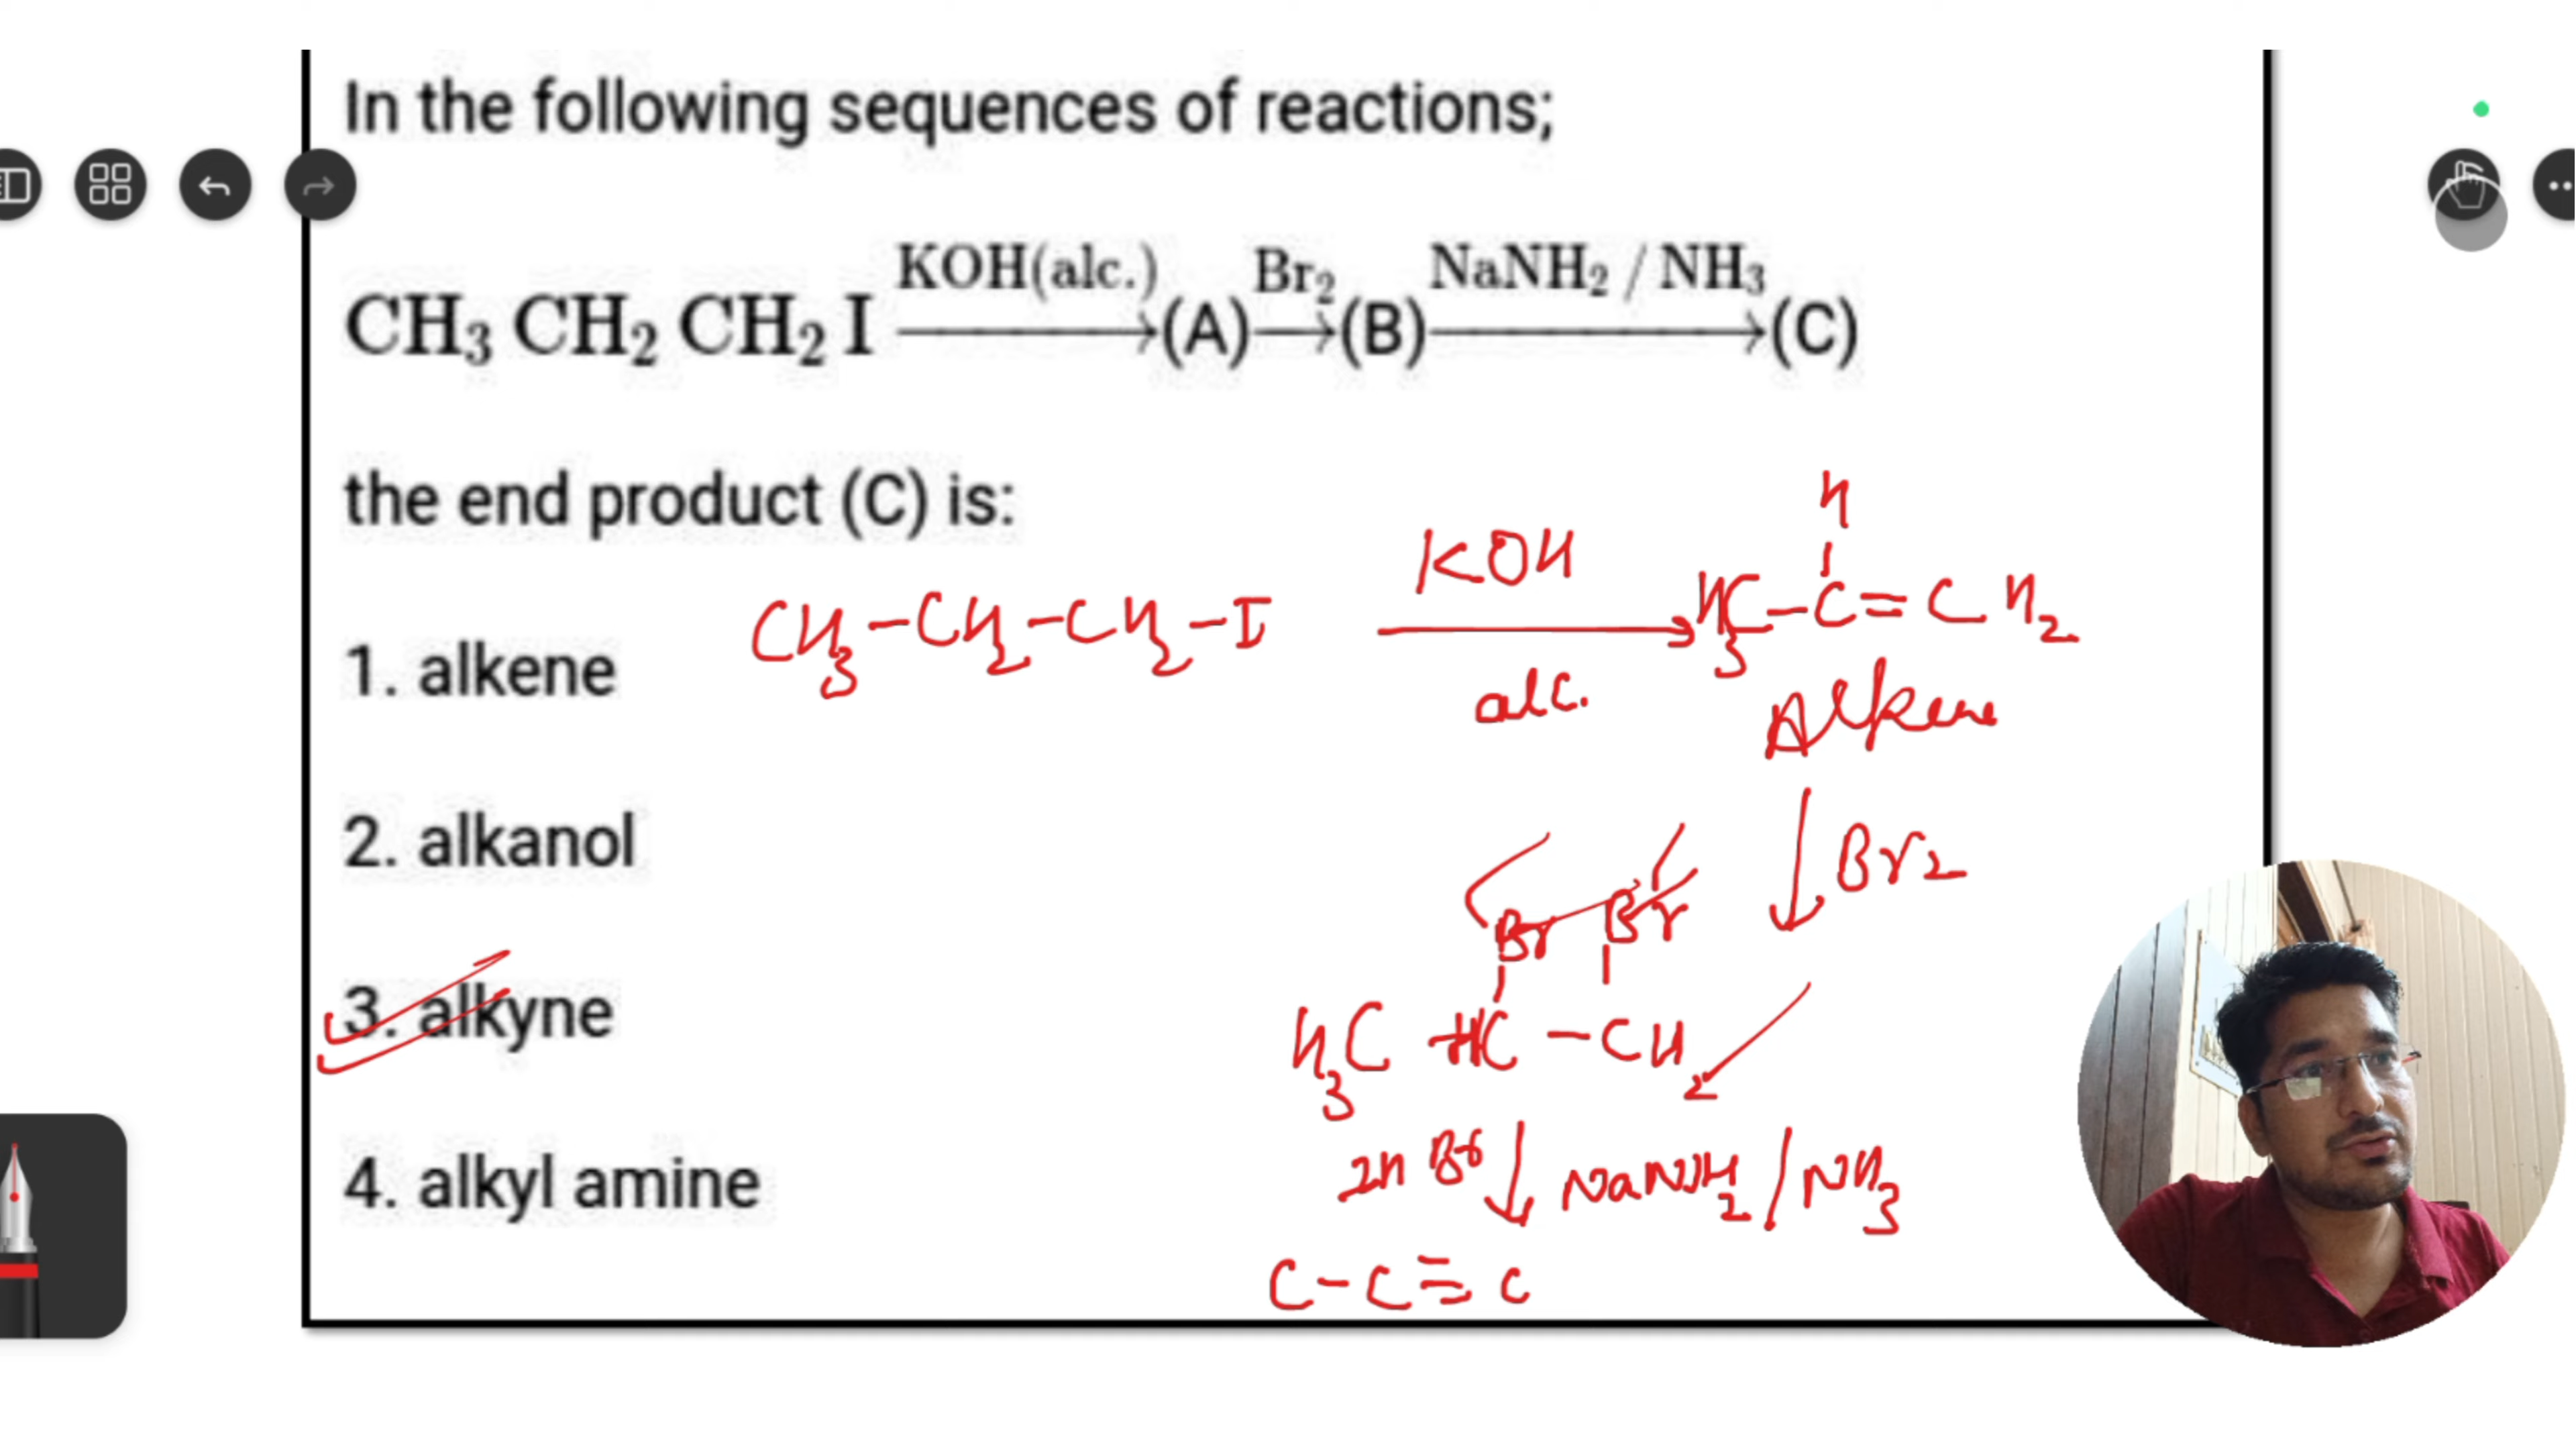 In the following sequences of reactions;
CH₃ CH₂ CH₂ I KOH(alc.)⟶ (A) Br₂⟶ (B) NaNH₂ / NH₃⟶ (C)
the end product (C) is:
CH₃-CH₂-CH₂-I KOH alc. ⟶ H₃C-C=CH₂
H
Alkene
1. alkene
2. alkanol
3. alkyne
4. alkyl amine
↓ Br₂
Br Br
H₃C HC -CH₂
↓ NaNH₂ / NH₃
C-C≡C